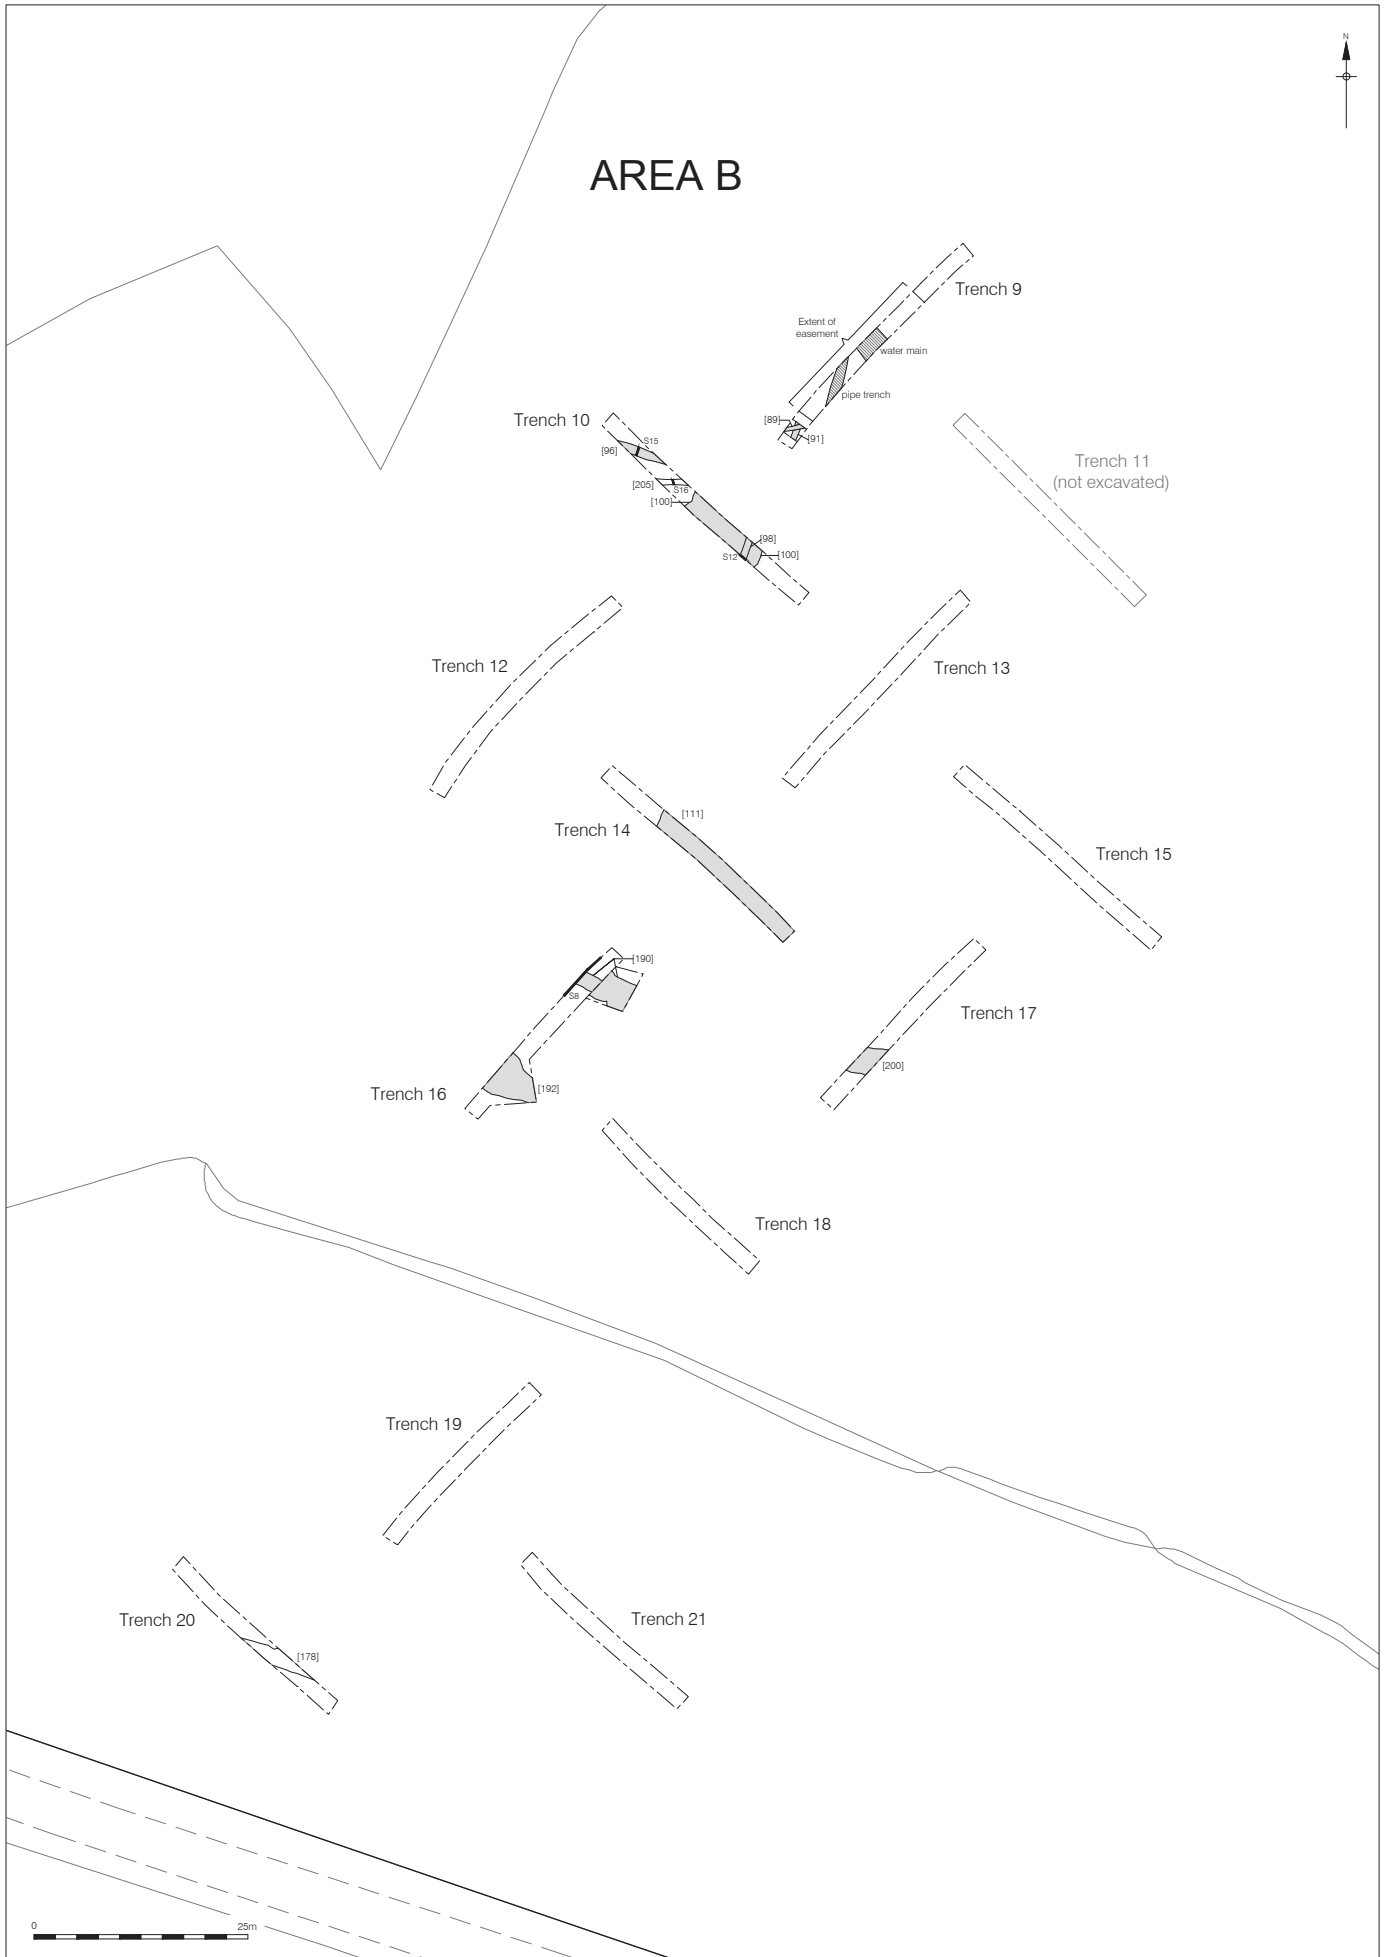 N
AREA B
Trench 9
Extent of
easement
water main
pipe trench
[89]
[91]
Trench 10
S15
[96]
[205]
S16
[100]
[98]
S12
[100]
Trench 11
(not excavated)
Trench 12
Trench 13
[111]
Trench 14
Trench 15
[190]
S8
Trench 17
[200]
Trench 16
[192]
Trench 18
Trench 19
Trench 20
[178]
Trench 21
0
25m